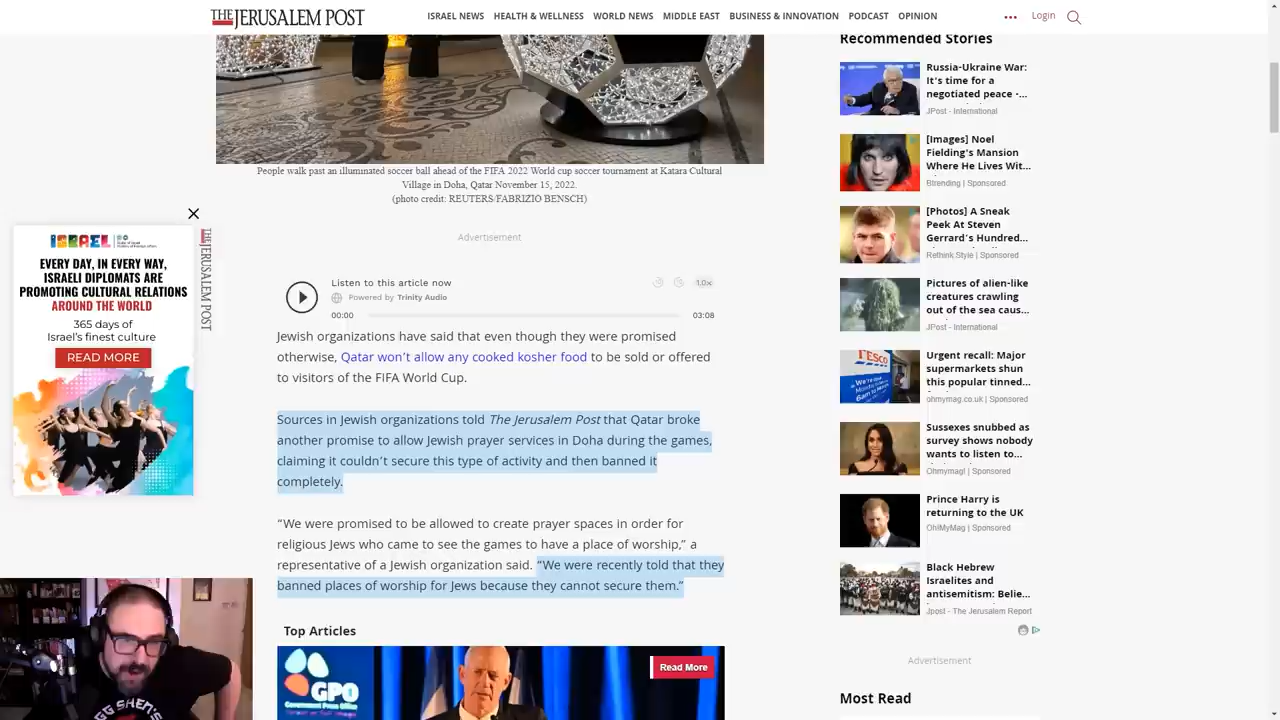 THE JERUSALEM POST
ISRAEL NEWS HEALTH & WELLNESS WORLD NEWS MIDDLE EAST BUSINESS & INNOVATION PODCAST OPINION
Login
People walk past an illuminated soccer ball ahead of the FIFA 2022 World cup soccer tournament at Katara Cultural
Village in Doha, Qatar November 15, 2022.
(photo credit: REUTERS/FABRIZIO BENSCH)
Advertisement
Listen to this article now
1.0x
Powered by Trinity Audio
00:00
03:08
Jewish organizations have said that even though they were promised
otherwise, Qatar won’t allow any cooked kosher food to be sold or offered
to visitors of the FIFA World Cup.
Sources in Jewish organizations told The Jerusalem Post that Qatar broke
another promise to allow Jewish prayer services in Doha during the games,
claiming it couldn’t secure this type of activity and then banned it
completely.
“We were promised to be allowed to create prayer spaces in order for
religious Jews who came to see the games to have a place of worship,” a
representative of a Jewish organization said. “We were recently told that they
banned places of worship for Jews because they cannot secure them.”
Top Articles
GPO
Government Press Office
Read More
ISRAEL
EVERY DAY, IN EVERY WAY,
ISRAELI DIPLOMATS ARE
PROMOTING CULTURAL RELATIONS
AROUND THE WORLD
365 days of
Israel’s finest culture
READ MORE
THE JERUSALEM POST
Recommended Stories
Russia-Ukraine War:
It's time for a
negotiated peace -...
JPost - International
[Images] Noel
Fielding's Mansion
Where He Lives Wit...
Btrending | Sponsored
[Photos] A Sneak
Peek At Steven
Gerrard's Hundred...
Rethink.Style | Sponsored
Pictures of alien-like
creatures crawling
out of the sea caus...
JPost - International
TESCO
Urgent recall: Major
supermarkets shun
this popular tinned...
ohmymag.co.uk | Sponsored
Sussexes snubbed as
survey shows nobody
wants to listen to...
Ohmymag! | Sponsored
Prince Harry is
returning to the UK
Oh!MyMag | Sponsored
Black Hebrew
Israelites and
antisemitism: Belie...
Jpost - The Jerusalem Report
Advertisement
Most Read